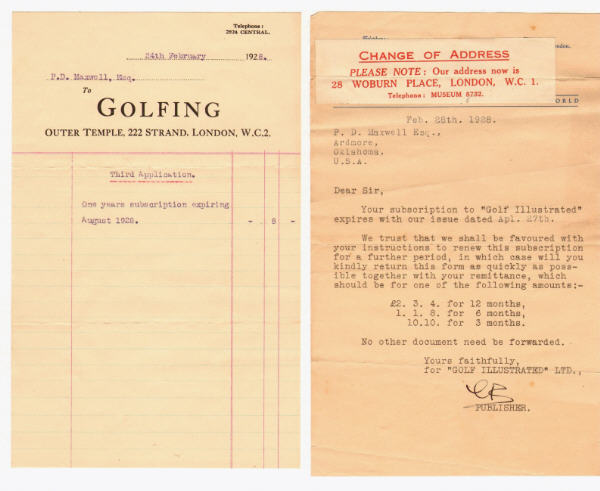 Telephone:
2924 CENTRAL.
24th February 1928.
P.D. Maxwell, Esq.
To
GOLFING
OUTER TEMPLE, 222 STRAND, LONDON, W.C.2.
Third Application.
One years subscription expiring
August 1928. - . 8 -
CHANGE OF ADDRESS
PLEASE NOTE: Our address now is
28 WOBURN PLACE, LONDON, W.C. 1.
Telephone: MUSEUM 8732.
WORLD
Feb. 28th. 1928.
P. D. Maxwell Esq.,
Ardmore,
Oklahoma.
U.S.A.
Dear Sir,
Your subscription to "Golf Illustrated"
expires with our issue dated Apl. 27th.
We trust that we shall be favoured with
your instructions to renew this subscription
for a further period, in which case will you
kindly return this form as quickly as pos-
ible together with your remittance, which
should be for one of the following amounts:-
£2. 3. 4. for 12 months,
1. 1. 8. for 6 months,
10.10. for 3 months.
No other document need be forwarded.
Yours faithfully,
for "GOLF ILLUSTRATED" LTD.,
PUBLISHER.